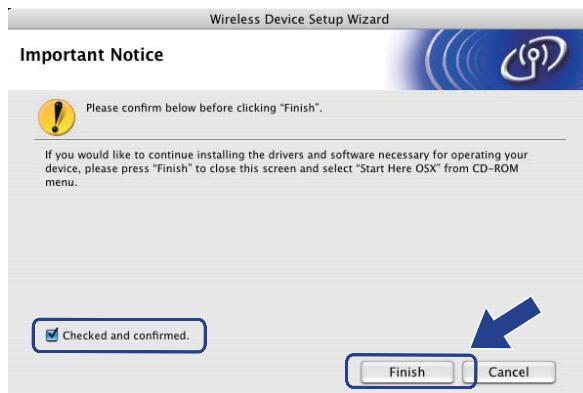 Wireless Device Setup Wizard
Important Notice
Please confirm below before clicking “Finish”.
If you would like to continue installing the drivers and software necessary for operating your
device, please press “Finish” to close this screen and select “Start Here OSX” from CD-ROM
menu.
Checked and confirmed.
Finish
Cancel